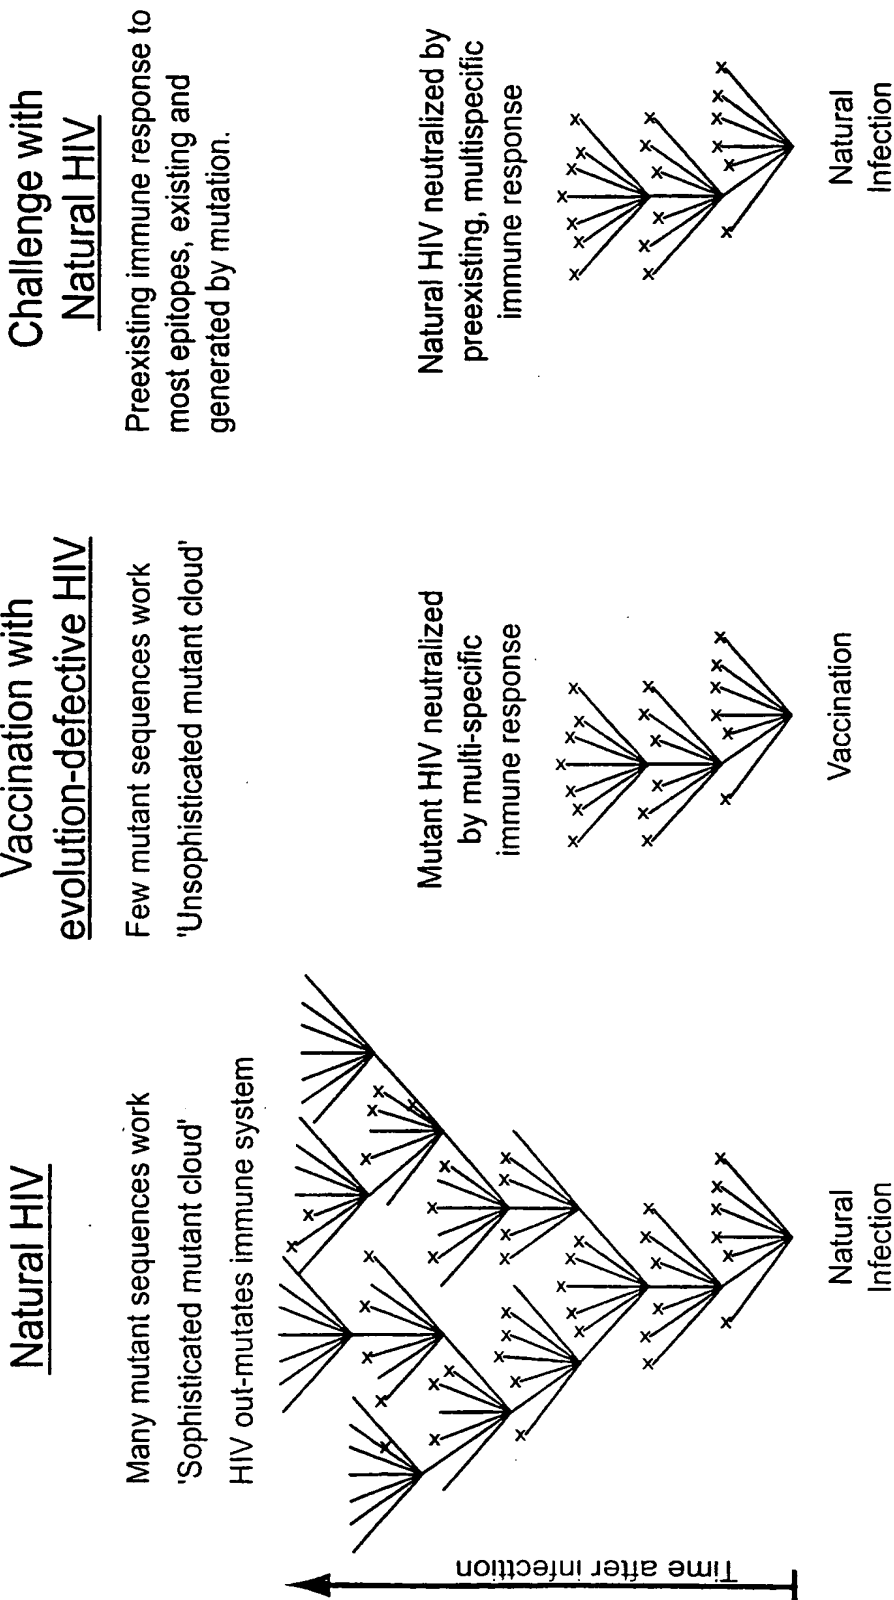 Natural HIV
Many mutant sequences work
'Sophisticated mutant cloud'
HIV out-mutates immune system
Time after infecttion
Natural
Infection
Vaccination with
evolution-defective HIV
Few mutant sequences work
'Unsophisticated mutant cloud'
Mutant HIV neutralized
by multi-specific
immune response
Vaccination
Challenge with
Natural HIV
Preexisting immune response to
most epitopes, existing and
generated by mutation.
Natural HIV neutralized by
preexisting, multispecific
immune response
Natural
Infection